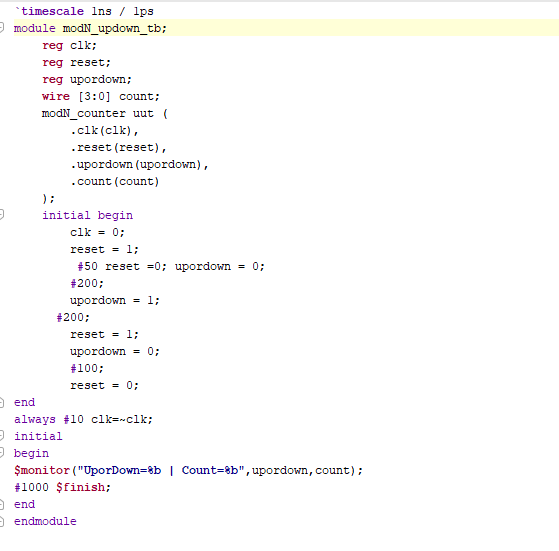 `timescale 1ns / 1ps
module modN_updown_tb;
reg clk;
reg reset;
reg upordown;
wire [3:0] count;
modN_counter uut (
.clk(clk),
.reset(reset),
.upordown(upordown),
.count(count)
);
initial begin
clk = 0;
reset = 1;
#50 reset =0; upordown = 0;
#200;
upordown = 1;
#200;
reset = 1;
upordown = 0;
#100;
reset = 0;
end
always #10 clk=~clk;
initial
begin
$monitor("UporDown=%b | Count=%b",upordown,count);
#1000 $finish;
end
endmodule